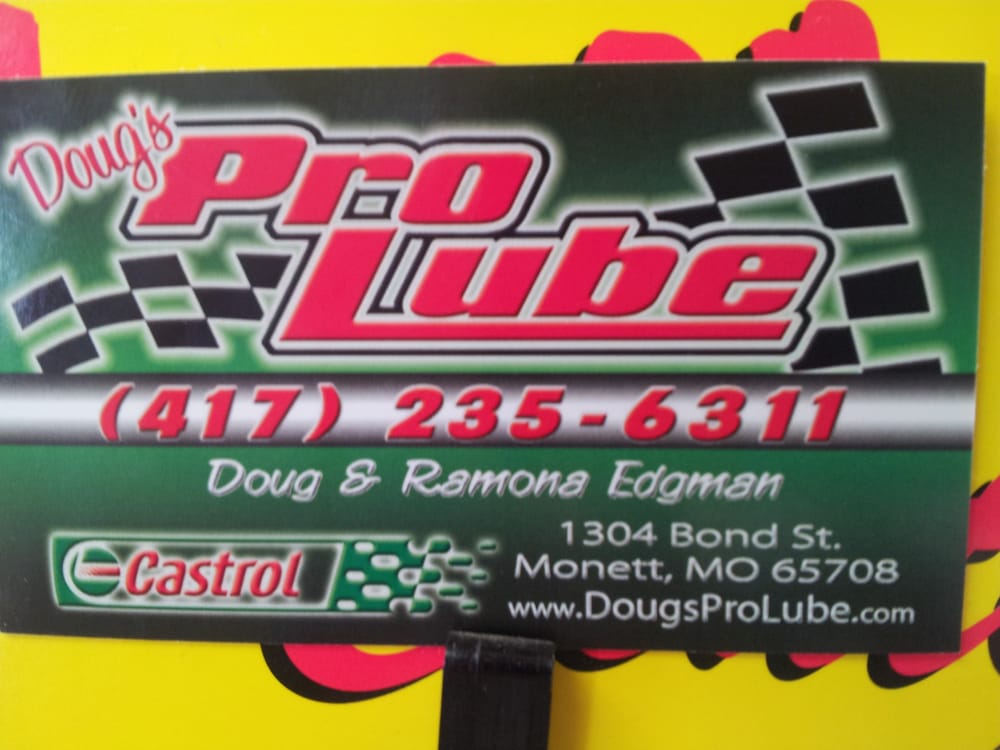 Doug's
Pro
Lube
(417) 235-6311
Doug & Ramona Edgman
Castrol
1304 Bond St.
Monett, MO 65708
www.DougsProLube.com